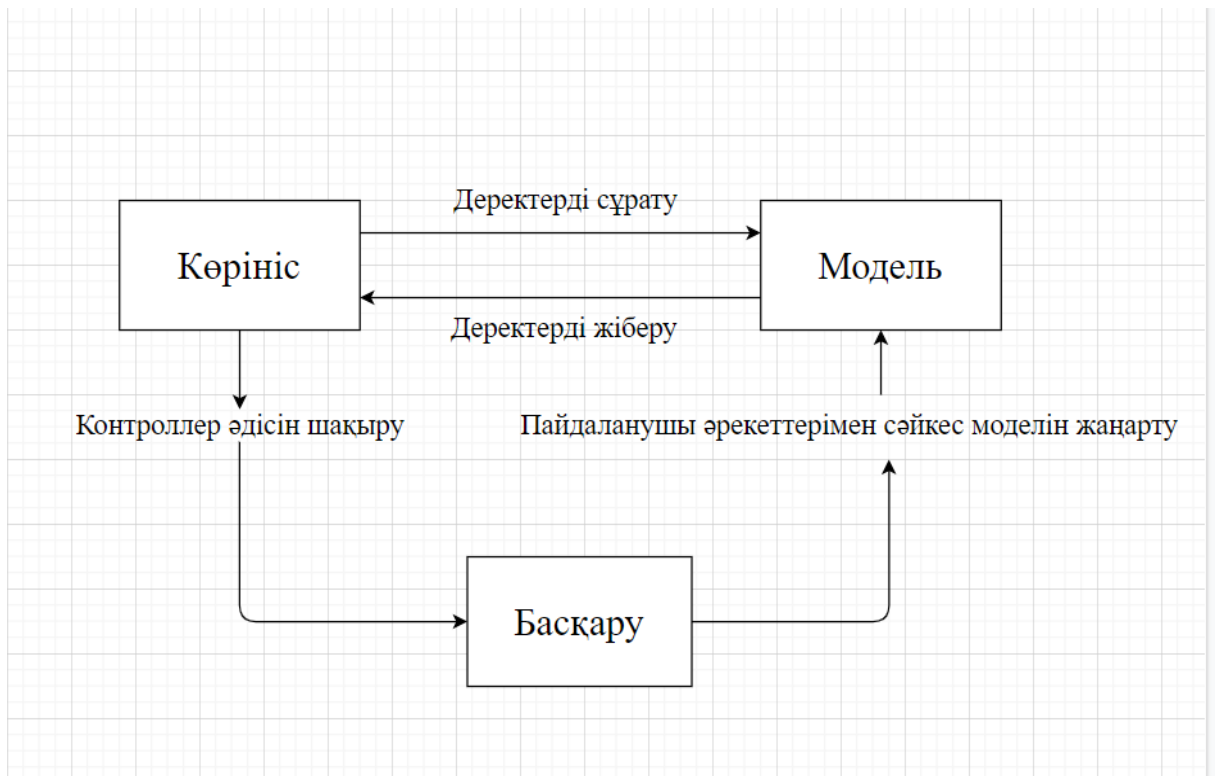 Деректерді сұрату
Көрініс
Модель
Деректерді жіберу
Контроллер әдісін шақыру
Пайдаланушы әрекеттерімен сәйкес моделін жаңарту
Басқару